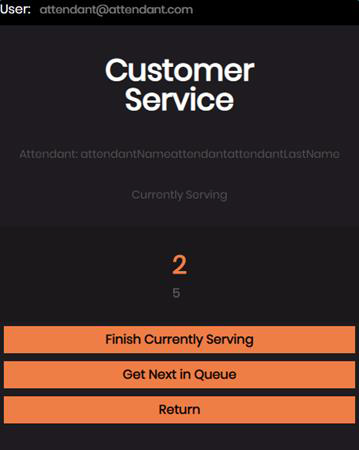 User: attendant@attendant.com
Customer
Service
Attendant: attendantNameattendantattendantLastName
Currently Serving
2
5
Finish Currently Serving
Get Next in Queue
Return